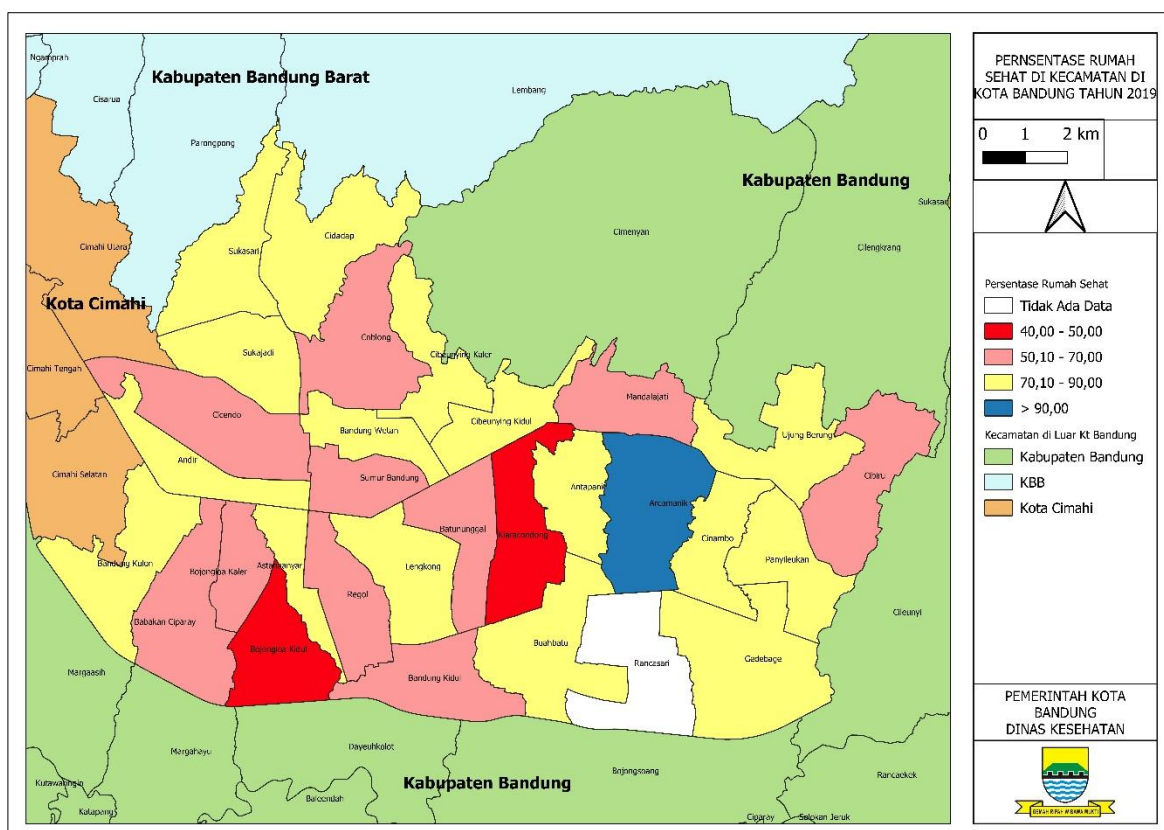 Ngamprah
Kabupaten Bandung Barat
Cisarua
Lembang
Parongpong
Kabupaten Bandung
Sukasari
Cimahi Utara
Sukasari
Cidadap
Cimenyan
Cilengkrang
Kota Cimahi
Cimahi Tengah
Sukajadi
Coblong
Cibeunying Kaler
Cicendo
Mandalajati
Bandung Wetan
Cibeunying Kidul
Ujung Berung
Andir
Cimahi Selatan
Sumur Bandung
Antapani
Arcamanik
Cibiru
Batununggal
Kiaracondong
Cinambo
Panyileukan
Bandung Kulon
Bojongloa Kaler
Astanaanyar
Lengkong
Regol
Babakan Ciparay
Cileunyi
Bojongloa Kidul
Buahbatu
Rancasari
Gedebage
Margaasih
Bandung Kidul
Margahayu
Dayeuhkolot
Kabupaten Bandung
Bojongsoang
Rancaekek
Kutawaringin
Katapang
Baleendah
Ciparay
Solokan Jeruk
PERNSENTASE RUMAH
SEHAT DI KECAMATAN DI
KOTA BANDUNG TAHUN 2019
0 1 2 km
Persentase Rumah Sehat
Tidak Ada Data
40,00 - 50,00
50,10 - 70,00
70,10 - 90,00
> 90,00
Kecamatan di Luar Kt Bandung
Kabupaten Bandung
KBB
Kota Cimahi
PEMERINTAH KOTA
BANDUNG
DINAS KESEHATAN
GEMAH RIPAH WIBAWA MUKTI